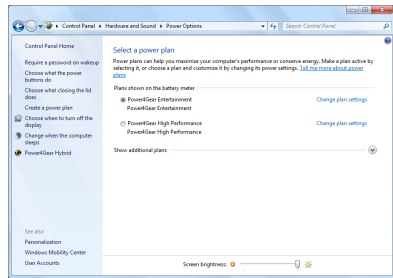 Control Panel
Hardware and Sound
Power Options
Search Control Panel
Control Panel Home
Require a password on wakeup
Choose what the power
buttons do
Choose what closing the lid
does
Create a power plan
Choose when to turn off the
display
Change when the computer
sleeps
Power4Gear Hybrid
Select a power plan
Power plans can help you maximize your computer's performance or conserve energy. Make a plan active by
selecting it, or choose a plan and customize it by changing its power settings. Tell me more about power
plans
Plans shown on the battery meter
Power4Gear Entertainment
Change plan settings
Power4Gear Entertainment
Power4Gear High Performance
Change plan settings
Power4Gear High Performance
Show additional plans
See also
Personalization
Windows Mobility Center
User Accounts
Screen brightness: